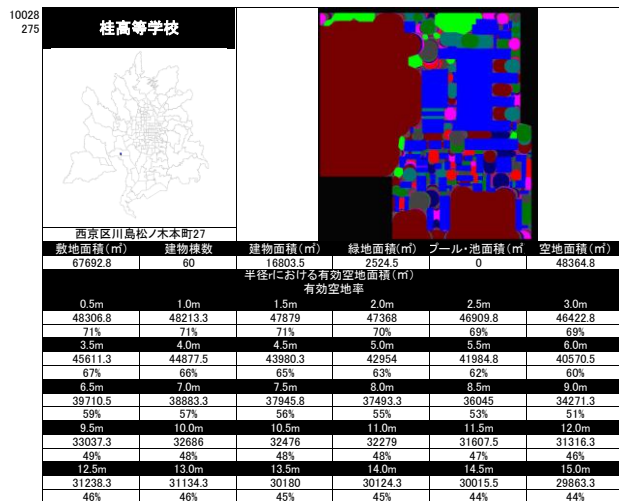 10028
275
桂高等学校
西京区川島松ノ木本町27
敷地面積(㎡) 建物棟数 建物面積(㎡) 緑地面積(㎡) プール・池面積(㎡ 空地面積(㎡)
67692.8 60 16803.5 2524.5 0 48364.8
半径rにおける有効空地面積(㎡)
有効空地率
0.5m 1.0m 1.5m 2.0m 2.5m 3.0m
48306.8 48213.3 47879 47368 46909.8 46422.8
71% 71% 71% 70% 69% 69%
3.5m 4.0m 4.5m 5.0m 5.5m 6.0m
45611.3 44877.5 43980.3 42954 41984.8 40570.5
67% 66% 65% 63% 62% 60%
6.5m 7.0m 7.5m 8.0m 8.5m 9.0m
39710.5 38883.3 37945.8 37493.3 36045 34271.3
59% 57% 56% 55% 53% 51%
9.5m 10.0m 10.5m 11.0m 11.5m 12.0m
33037.3 32686 32476 32279 31607.5 31316.3
49% 48% 48% 48% 47% 46%
12.5m 13.0m 13.5m 14.0m 14.5m 15.0m
31238.3 31134.3 30180 30124.3 30015.5 29863.3
46% 46% 45% 45% 44% 44%